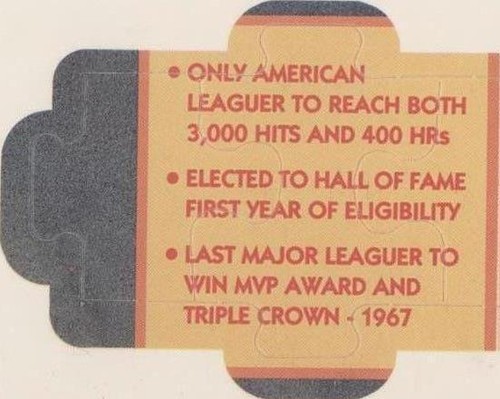 • ONLY AMERICAN
LEAGUER TO REACH BOTH
3,000 HITS AND 400 HRs
• ELECTED TO HALL OF FAME
FIRST YEAR OF ELIGIBILITY
• LAST MAJOR LEAGUER TO
WIN MVP AWARD AND
TRIPLE CROWN - 1967